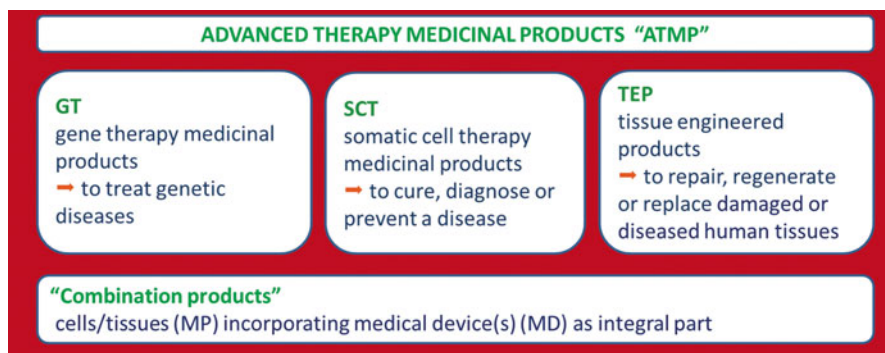 ADVANCED THERAPY MEDICINAL PRODUCTS “ATMP”
GT
gene therapy medicinal
products
➡ to treat genetic
diseases
SCT
somatic cell therapy
medicinal products
➡ to cure, diagnose or
prevent a disease
TEP
tissue engineered
products
➡ to repair, regenerate
or replace damaged or
diseased human tissues
“Combination products”
cells/tissues (MP) incorporating medical device(s) (MD) as integral part